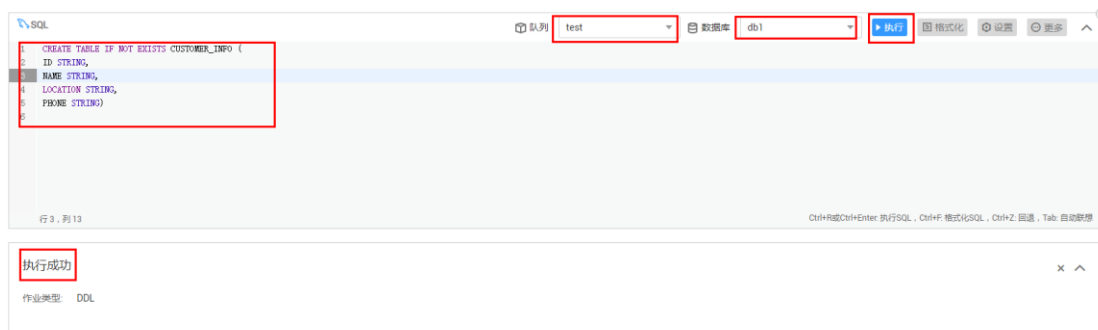 SQL 队列 test 数据库 db1 执行 格式化 设置 更多
1 CREATE TABLE IF NOT EXISTS CUSTOMER_INFO (
2 ID STRING,
3 NAME STRING,
4 LOCATION STRING,
5 PHONE STRING)
6
行 3 , 列 13 Ctrl+R或Ctrl+Enter: 执行SQL , Ctrl+F: 格式化SQL , Ctrl+Z: 回退 , Tab: 自动联想
执行成功
作业类型: DDL